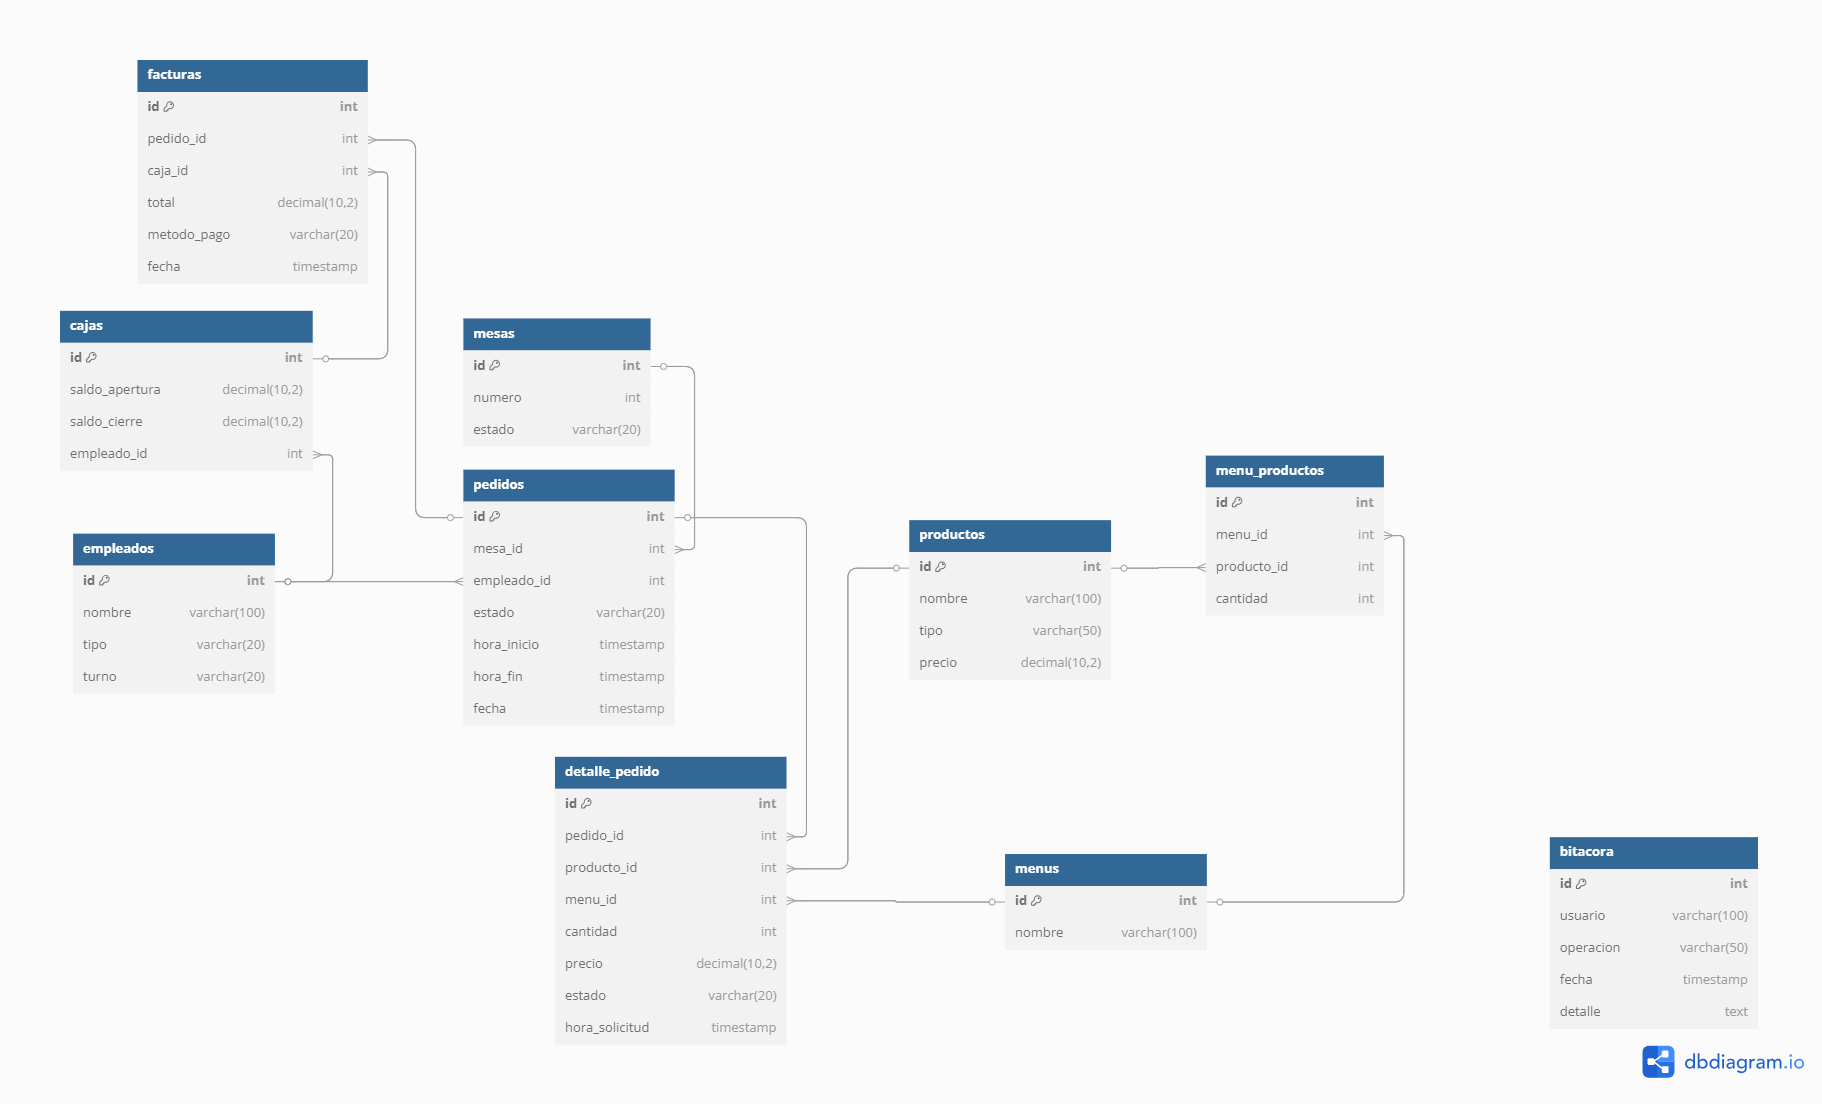 facturas
id int
pedido_id int
caja_id int
total decimal(10,2)
metodo_pago varchar(20)
fecha timestamp
cajas
id int
saldo_apertura decimal(10,2)
saldo_cierre decimal(10,2)
empleado_id int
empleados
id int
nombre varchar(100)
tipo varchar(20)
turno varchar(20)
mesas
id int
numero int
estado varchar(20)
pedidos
id int
mesa_id int
empleado_id int
estado varchar(20)
hora_inicio timestamp
hora_fin timestamp
fecha timestamp
detalle_pedido
id int
pedido_id int
producto_id int
menu_id int
cantidad int
precio decimal(10,2)
estado varchar(20)
hora_solicitud timestamp
productos
id int
nombre varchar(100)
tipo varchar(50)
precio decimal(10,2)
menu_productos
id int
menu_id int
producto_id int
cantidad int
menus
id int
nombre varchar(100)
bitacora
id int
usuario varchar(100)
operacion varchar(50)
fecha timestamp
detalle text
dbdiagram.io